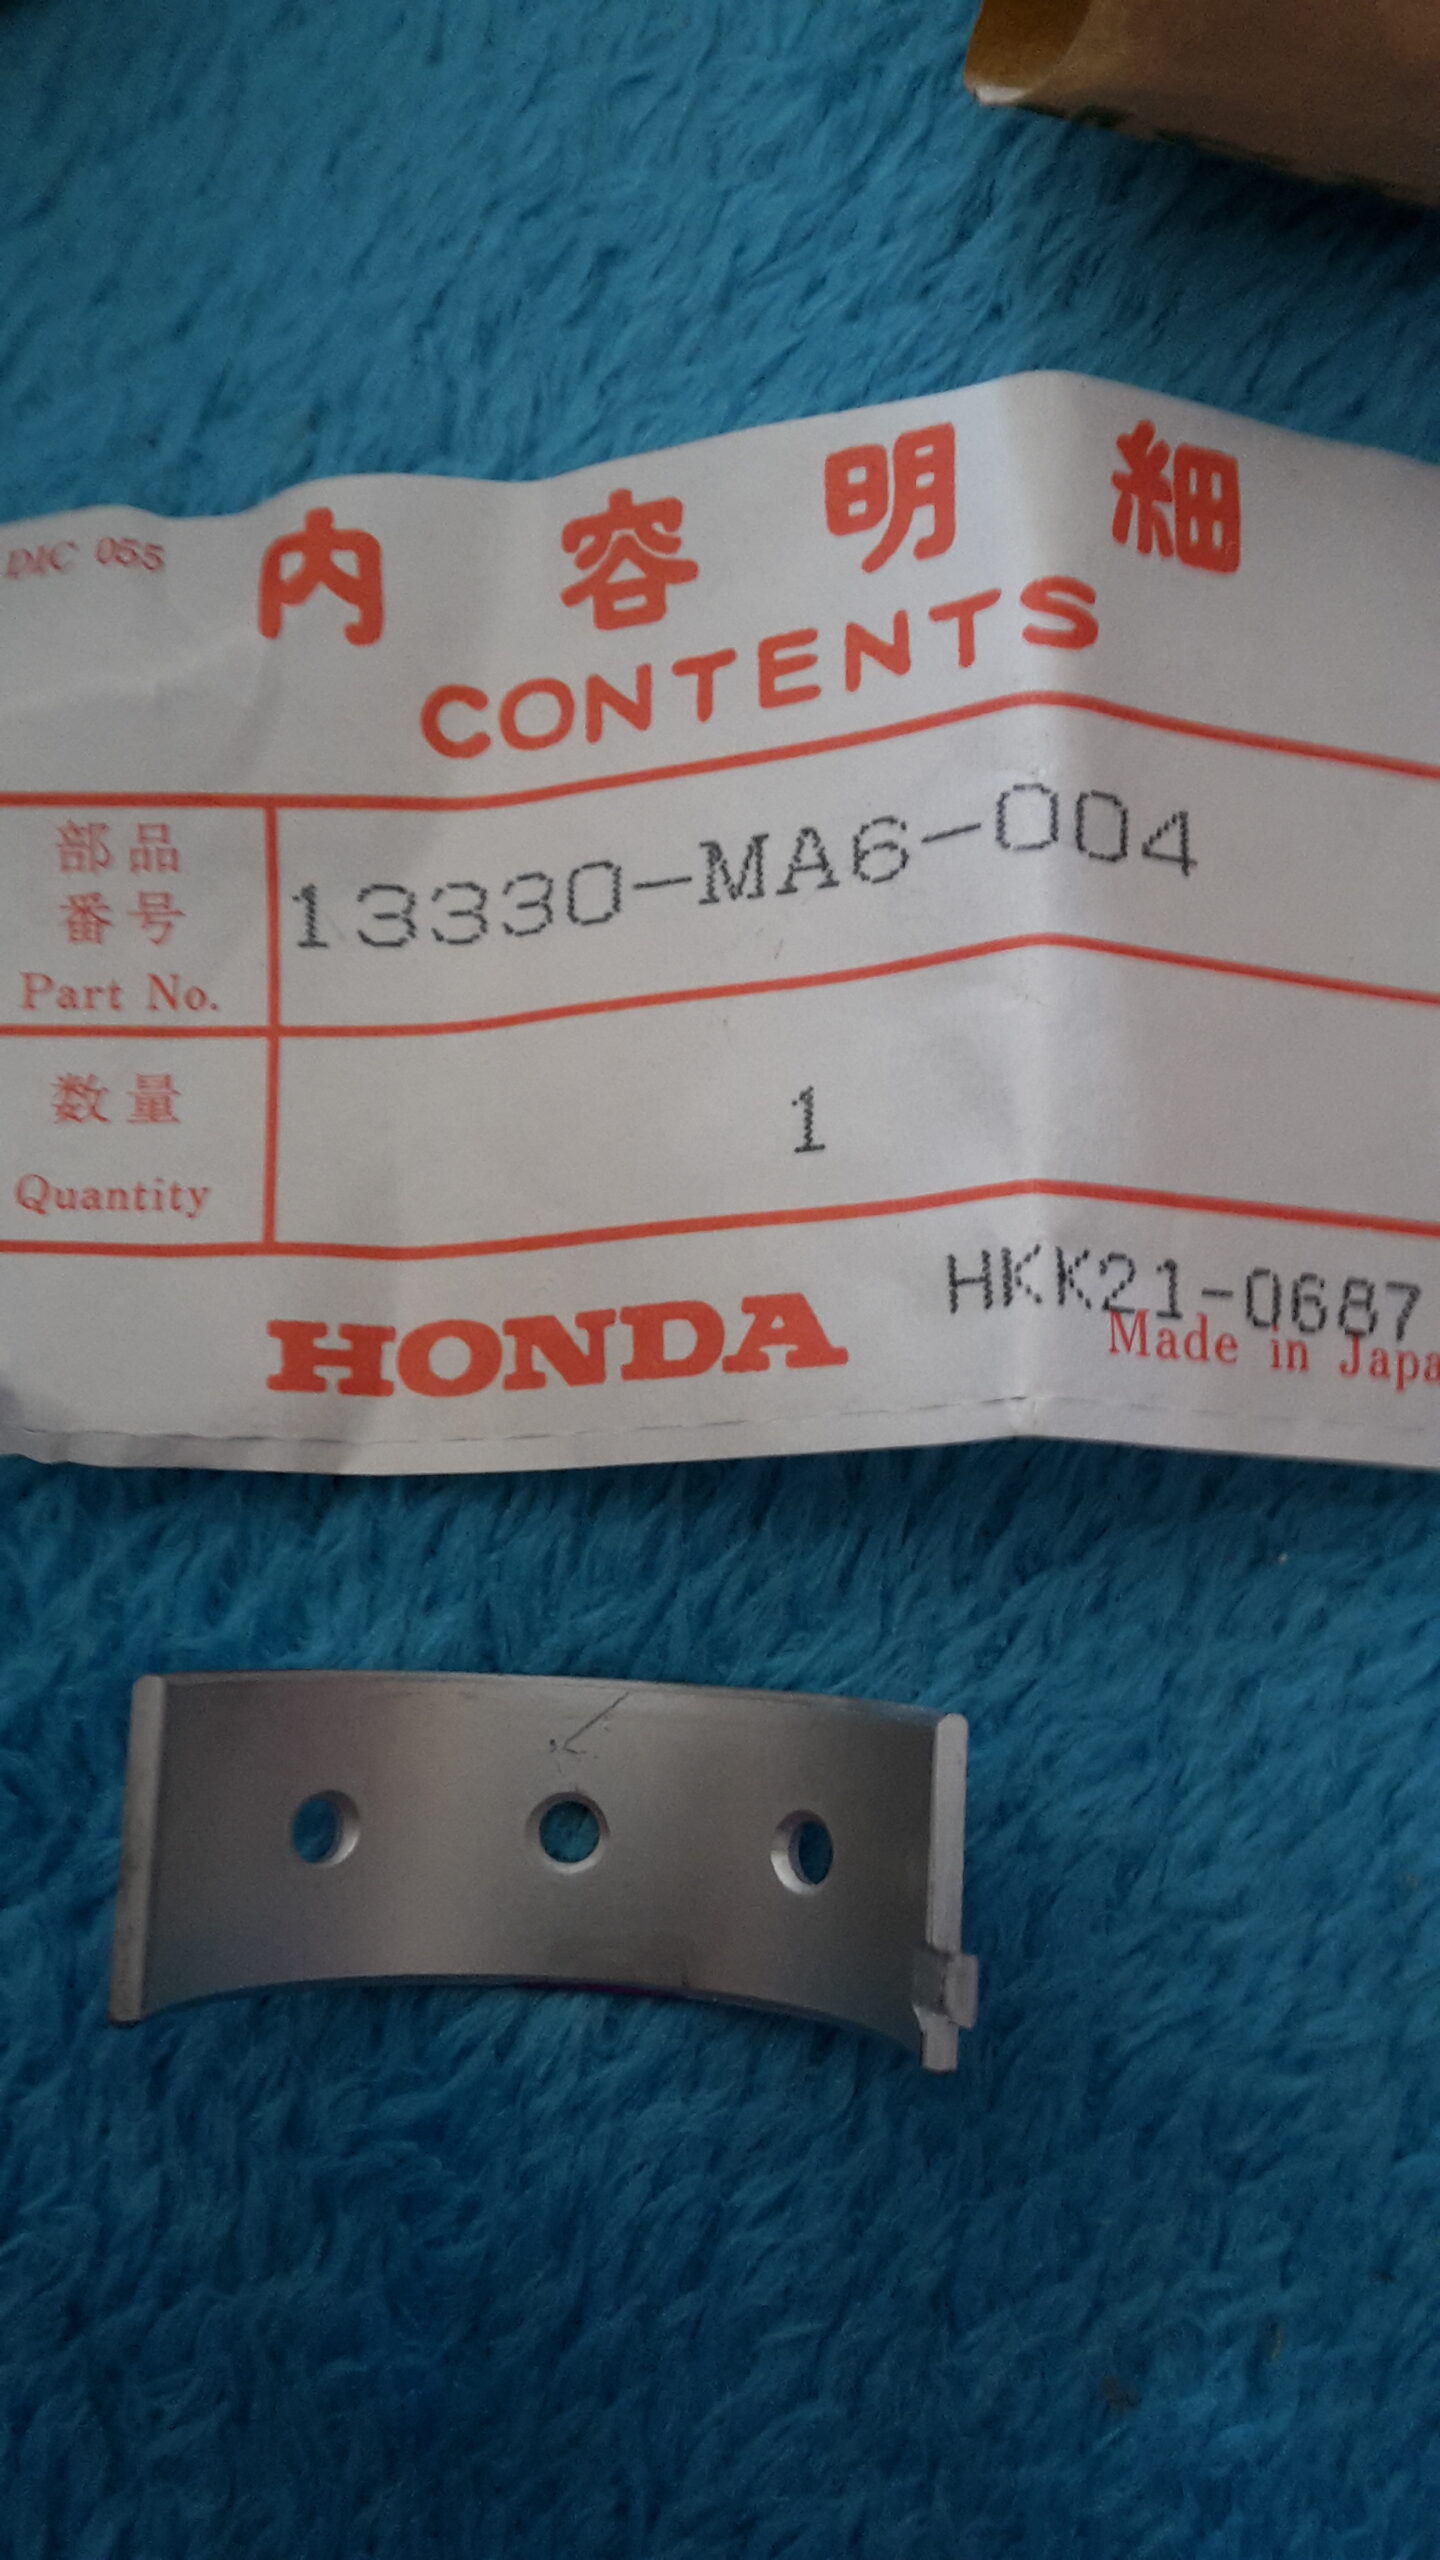 DIC 055
内容明細
CONTENTS
部品
番号
Part No.
13330-MA6-004
数量
Quantity
1
HONDA
HKK21-0687
Made in Japa